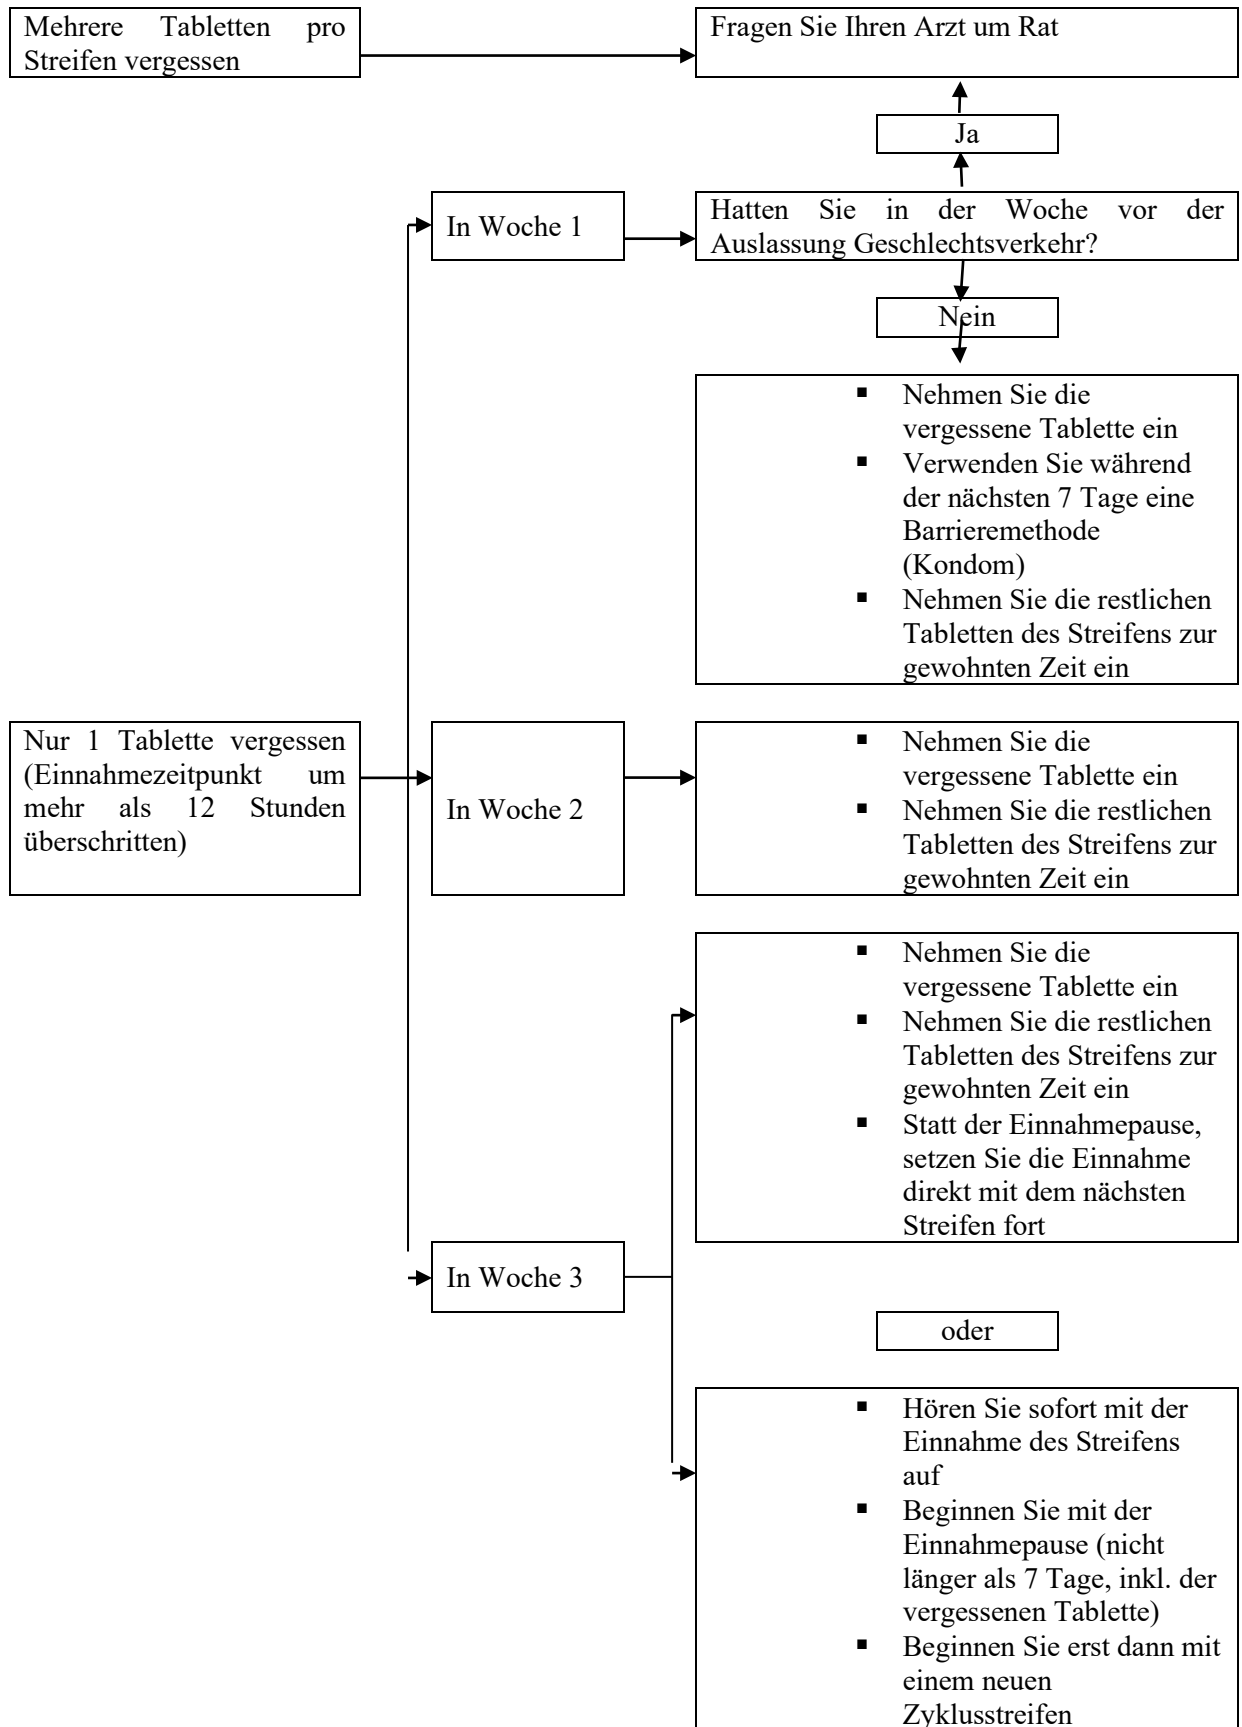 Mehrere Tabletten pro
Streifen vergessen
Fragen Sie Ihren Arzt um Rat
Ja
In Woche 1
Hatten Sie in der Woche vor der
Auslassung Geschlechtsverkehr?
Nein
▪ Nehmen Sie die
vergessene Tablette ein
▪ Verwenden Sie während
der nächsten 7 Tage eine
Barrieremethode
(Kondom)
▪ Nehmen Sie die restlichen
Tabletten des Streifens zur
gewohnten Zeit ein
Nur 1 Tablette vergessen
(Einnahmezeitpunkt um
mehr als 12 Stunden
überschritten)
In Woche 2
▪ Nehmen Sie die
vergessene Tablette ein
▪ Nehmen Sie die restlichen
Tabletten des Streifens zur
gewohnten Zeit ein
▪ Nehmen Sie die
vergessene Tablette ein
▪ Nehmen Sie die restlichen
Tabletten des Streifens zur
gewohnten Zeit ein
▪ Statt der Einnahmepause,
setzen Sie die Einnahme
direkt mit dem nächsten
Streifen fort
In Woche 3
oder
▪ Hören Sie sofort mit der
Einnahme des Streifens
auf
▪ Beginnen Sie mit der
Einnahmepause (nicht
länger als 7 Tage, inkl. der
vergessenen Tablette)
▪ Beginnen Sie erst dann mit
einem neuen
Zyklusstreifen